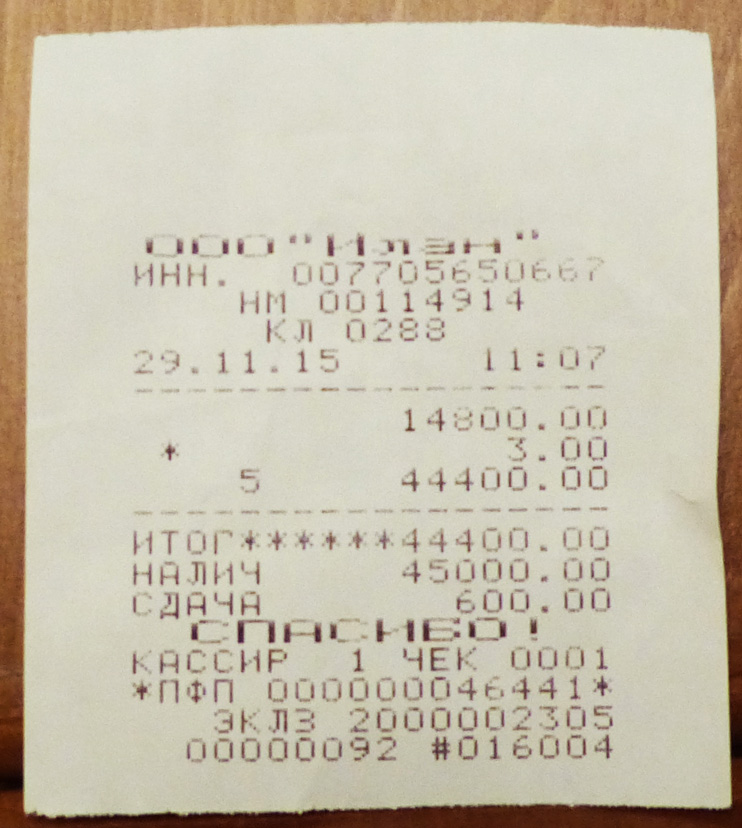 ООО"Илэн"
ИНН. 007705650667
НМ 00114914
КЛ 0288
29.11.15 11:07
14800.00
* 3.00
5 44400.00
ИТОГ******44400.00
НАЛИЧ 45000.00
СДАЧА 600.00
СПАСИБО!
КАССИР 1 ЧЕК 0001
*ПФП 0000000046441*
ЭКЛЗ 2000002305
00000092 #016004